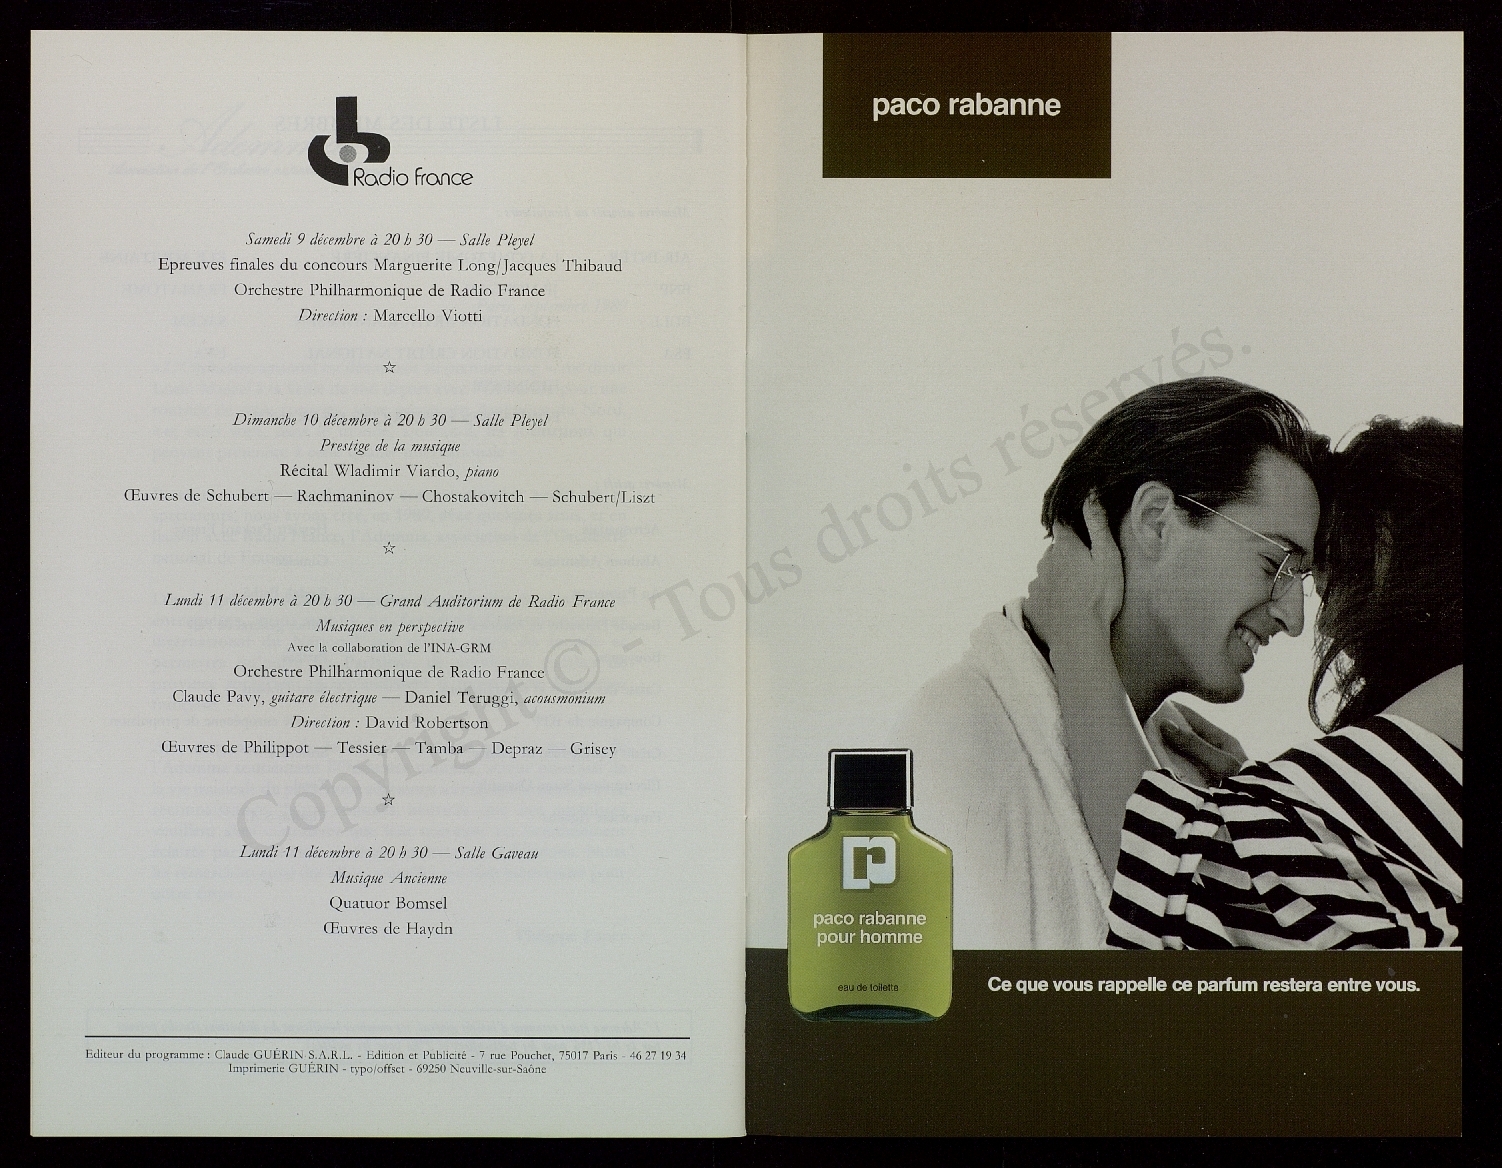 Radio France
Samedi 9 décembre à 20 h 30 — Salle Pleyel
Epreuves finales du concours Marguerite Long/Jacques Thibaud
Orchestre Philharmonique de Radio France
Direction : Marcello Viotti
☆
Dimanche 10 décembre à 20 h 30 — Salle Pleyel
Prestige de la musique
Récital Wladimir Viardo, piano
Œuvres de Schubert — Rachmaninov — Chostakovitch — Schubert/Liszt
☆
Lundi 11 décembre à 20 h 30 — Grand Auditorium de Radio France
Musiques en perspective
Avec la collaboration de l'INA-GRM
Orchestre Philharmonique de Radio France
Claude Pavy, guitare électrique — Daniel Teruggi, acousmonium
Direction : David Robertson
Œuvres de Philippot — Tessier — Tamba — Depraz — Grisey
☆
Lundi 11 décembre à 20 h 30 — Salle Gaveau
Musique Ancienne
Quatuor Bomsel
Œuvres de Haydn
Editeur du programme : Claude GUÉRIN S.A.R.L. - Edition et Publicité - 7 rue Pouchet, 75017 Paris - 46 27 19 34
Imprimerie GUÉRIN - typo/offset - 69250 Neuville-sur-Saône
paco rabanne
paco rabanne
pour homme
eau de toilette
Ce que vous rappelle ce parfum restera entre vous.
Copyright © - Tous droits réservés.